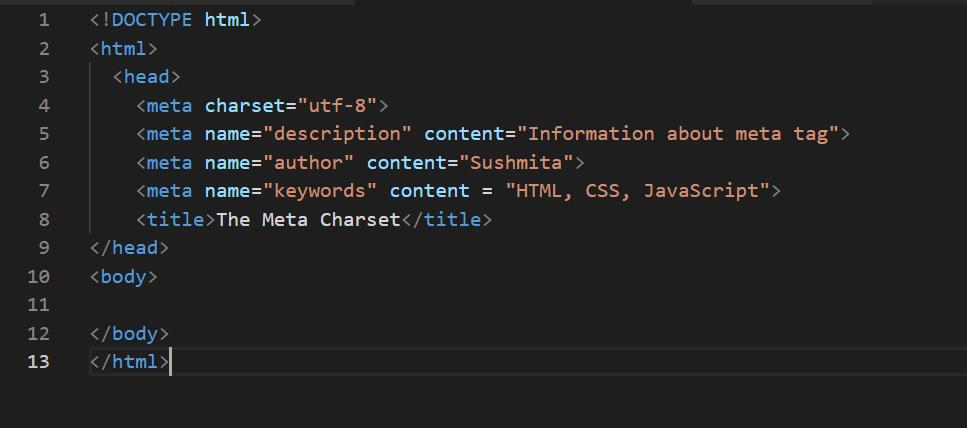 1 <!DOCTYPE html>
2 <html>
3   <head>
4     <meta charset="utf-8">
5     <meta name="description" content="Information about meta tag">
6     <meta name="author" content="Sushmita">
7     <meta name="keywords" content = "HTML, CSS, JavaScript">
8     <title>The Meta Charset</title>
9 </head>
10 <body>
11
12 </body>
13 </html>